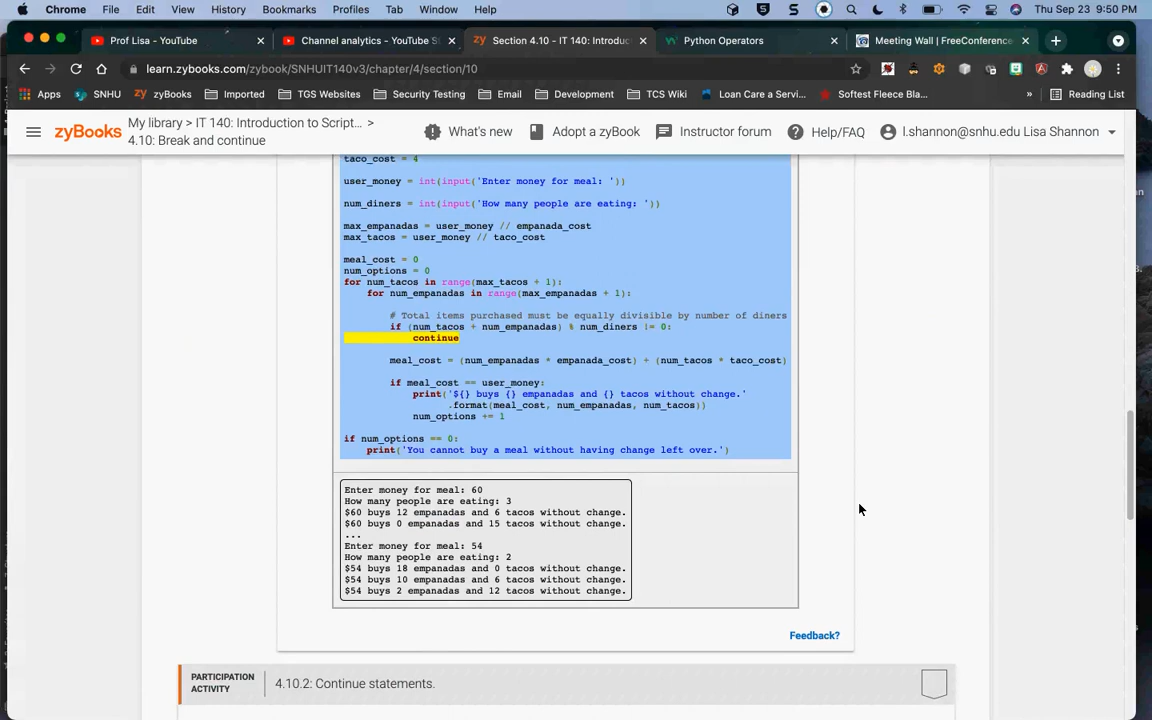 Chrome File Edit View History Bookmarks Profiles Tab Window Help Thu Sep 23 9:50 PM
Prof Lisa - YouTube Channel analytics - YouTube S Section 4.10 - IT 140: Introduc Python Operators Meeting Wall | FreeConference
learn.zybooks.com/zybook/SNHUIT140v3/chapter/4/section/10
Apps SNHU zyBooks Imported TGS Websites Security Testing Email Development TCS Wiki Loan Care a Servi... Softest Fleece Bla... » Reading List
zyBooks My library > IT 140: Introduction to Script... > What's new Adopt a zyBook Instructor forum Help/FAQ l.shannon@snhu.edu Lisa Shannon
4.10: Break and continue
taco_cost = 4
user_money = int(input('Enter money for meal: '))
num_diners = int(input('How many people are eating: '))
max_empanadas = user_money // empanada_cost
max_tacos = user_money // taco_cost
meal_cost = 0
num_options = 0
for num_tacos in range(max_tacos + 1):
for num_empanadas in range(max_empanadas + 1):
# Total items purchased must be equally divisible by number of diners
if (num_tacos + num_empanadas) % num_diners != 0:
continue
meal_cost = (num_empanadas * empanada_cost) + (num_tacos * taco_cost)
if meal_cost == user_money:
print('${} buys {} empanadas and {} tacos without change.'
.format(meal_cost, num_empanadas, num_tacos))
num_options += 1
if num_options == 0:
print('You cannot buy a meal without having change left over.')
Enter money for meal: 60
How many people are eating: 3
$60 buys 12 empanadas and 6 tacos without change.
$60 buys 0 empanadas and 15 tacos without change.
...
Enter money for meal: 54
How many people are eating: 2
$54 buys 18 empanadas and 0 tacos without change.
$54 buys 10 empanadas and 6 tacos without change.
$54 buys 2 empanadas and 12 tacos without change.
Feedback?
PARTICIPATION
ACTIVITY
4.10.2: Continue statements.